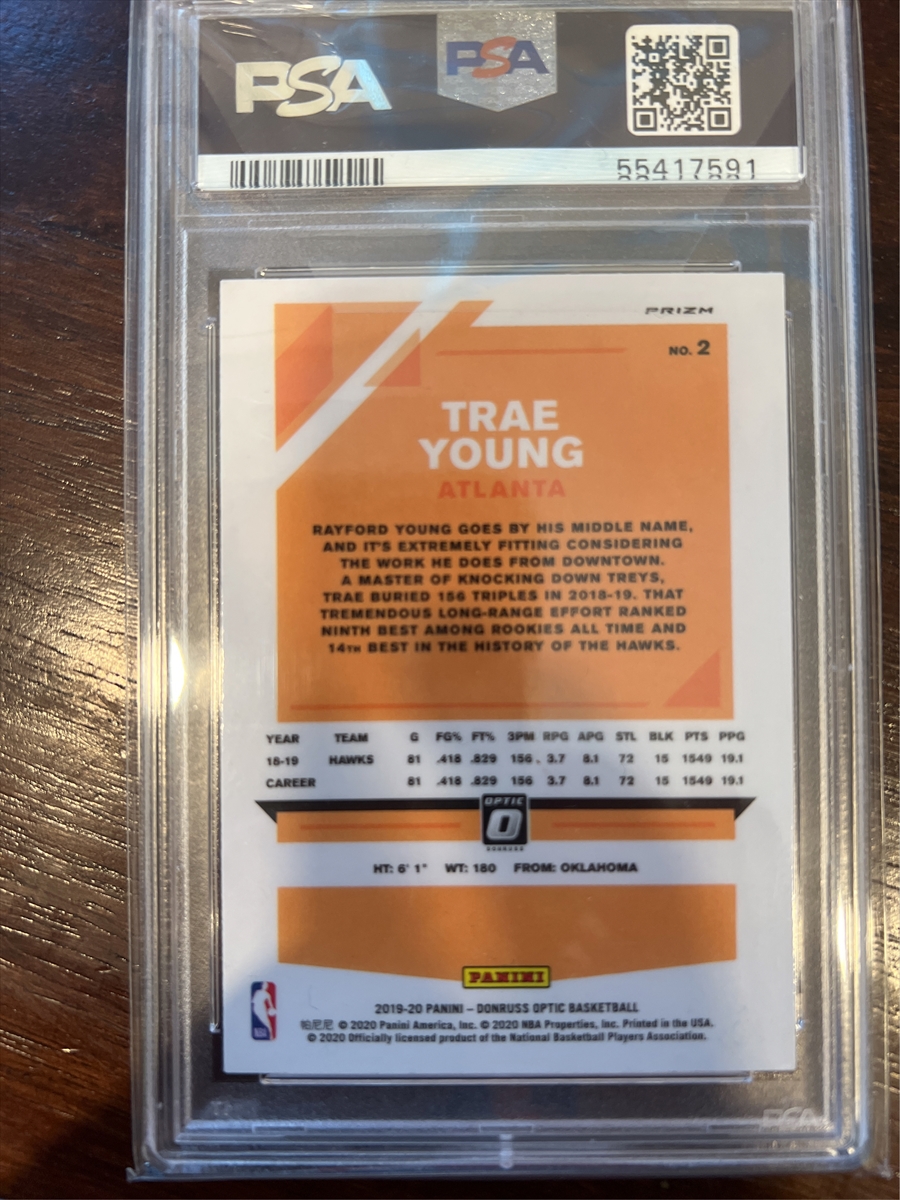 PSA
PSA
55417591
PRIZM
NO. 2
TRAE
YOUNG
ATLANTA
RAYFORD YOUNG GOES BY HIS MIDDLE NAME,
AND IT'S EXTREMELY FITTING CONSIDERING
THE WORK HE DOES FROM DOWNTOWN.
A MASTER OF KNOCKING DOWN TREYS,
TRAE BURIED 156 TRIPLES IN 2018-19. THAT
TREMENDOUS LONG-RANGE EFFORT RANKED
NINTH BEST AMONG ROOKIES ALL TIME AND
14TH BEST IN THE HISTORY OF THE HAWKS.
YEAR TEAM G FG% FT% 3PM RPG APG STL BLK PTS PPG
18-19 HAWKS 81 .418 .829 156 3.7 8.1 72 15 1549 19.1
CAREER 81 .418 .829 156 3.7 8.1 72 15 1549 19.1
OPTIC
DONRUSS
HT: 6' 1" WT: 180 FROM: OKLAHOMA
PANINI
2019-20 PANINI – DONRUSS OPTIC BASKETBALL
帕尼尼 © 2020 Panini America, Inc. © 2020 NBA Properties, Inc. Printed in the USA.
© 2020 Officially licensed product of the National Basketball Players Association.
PSA